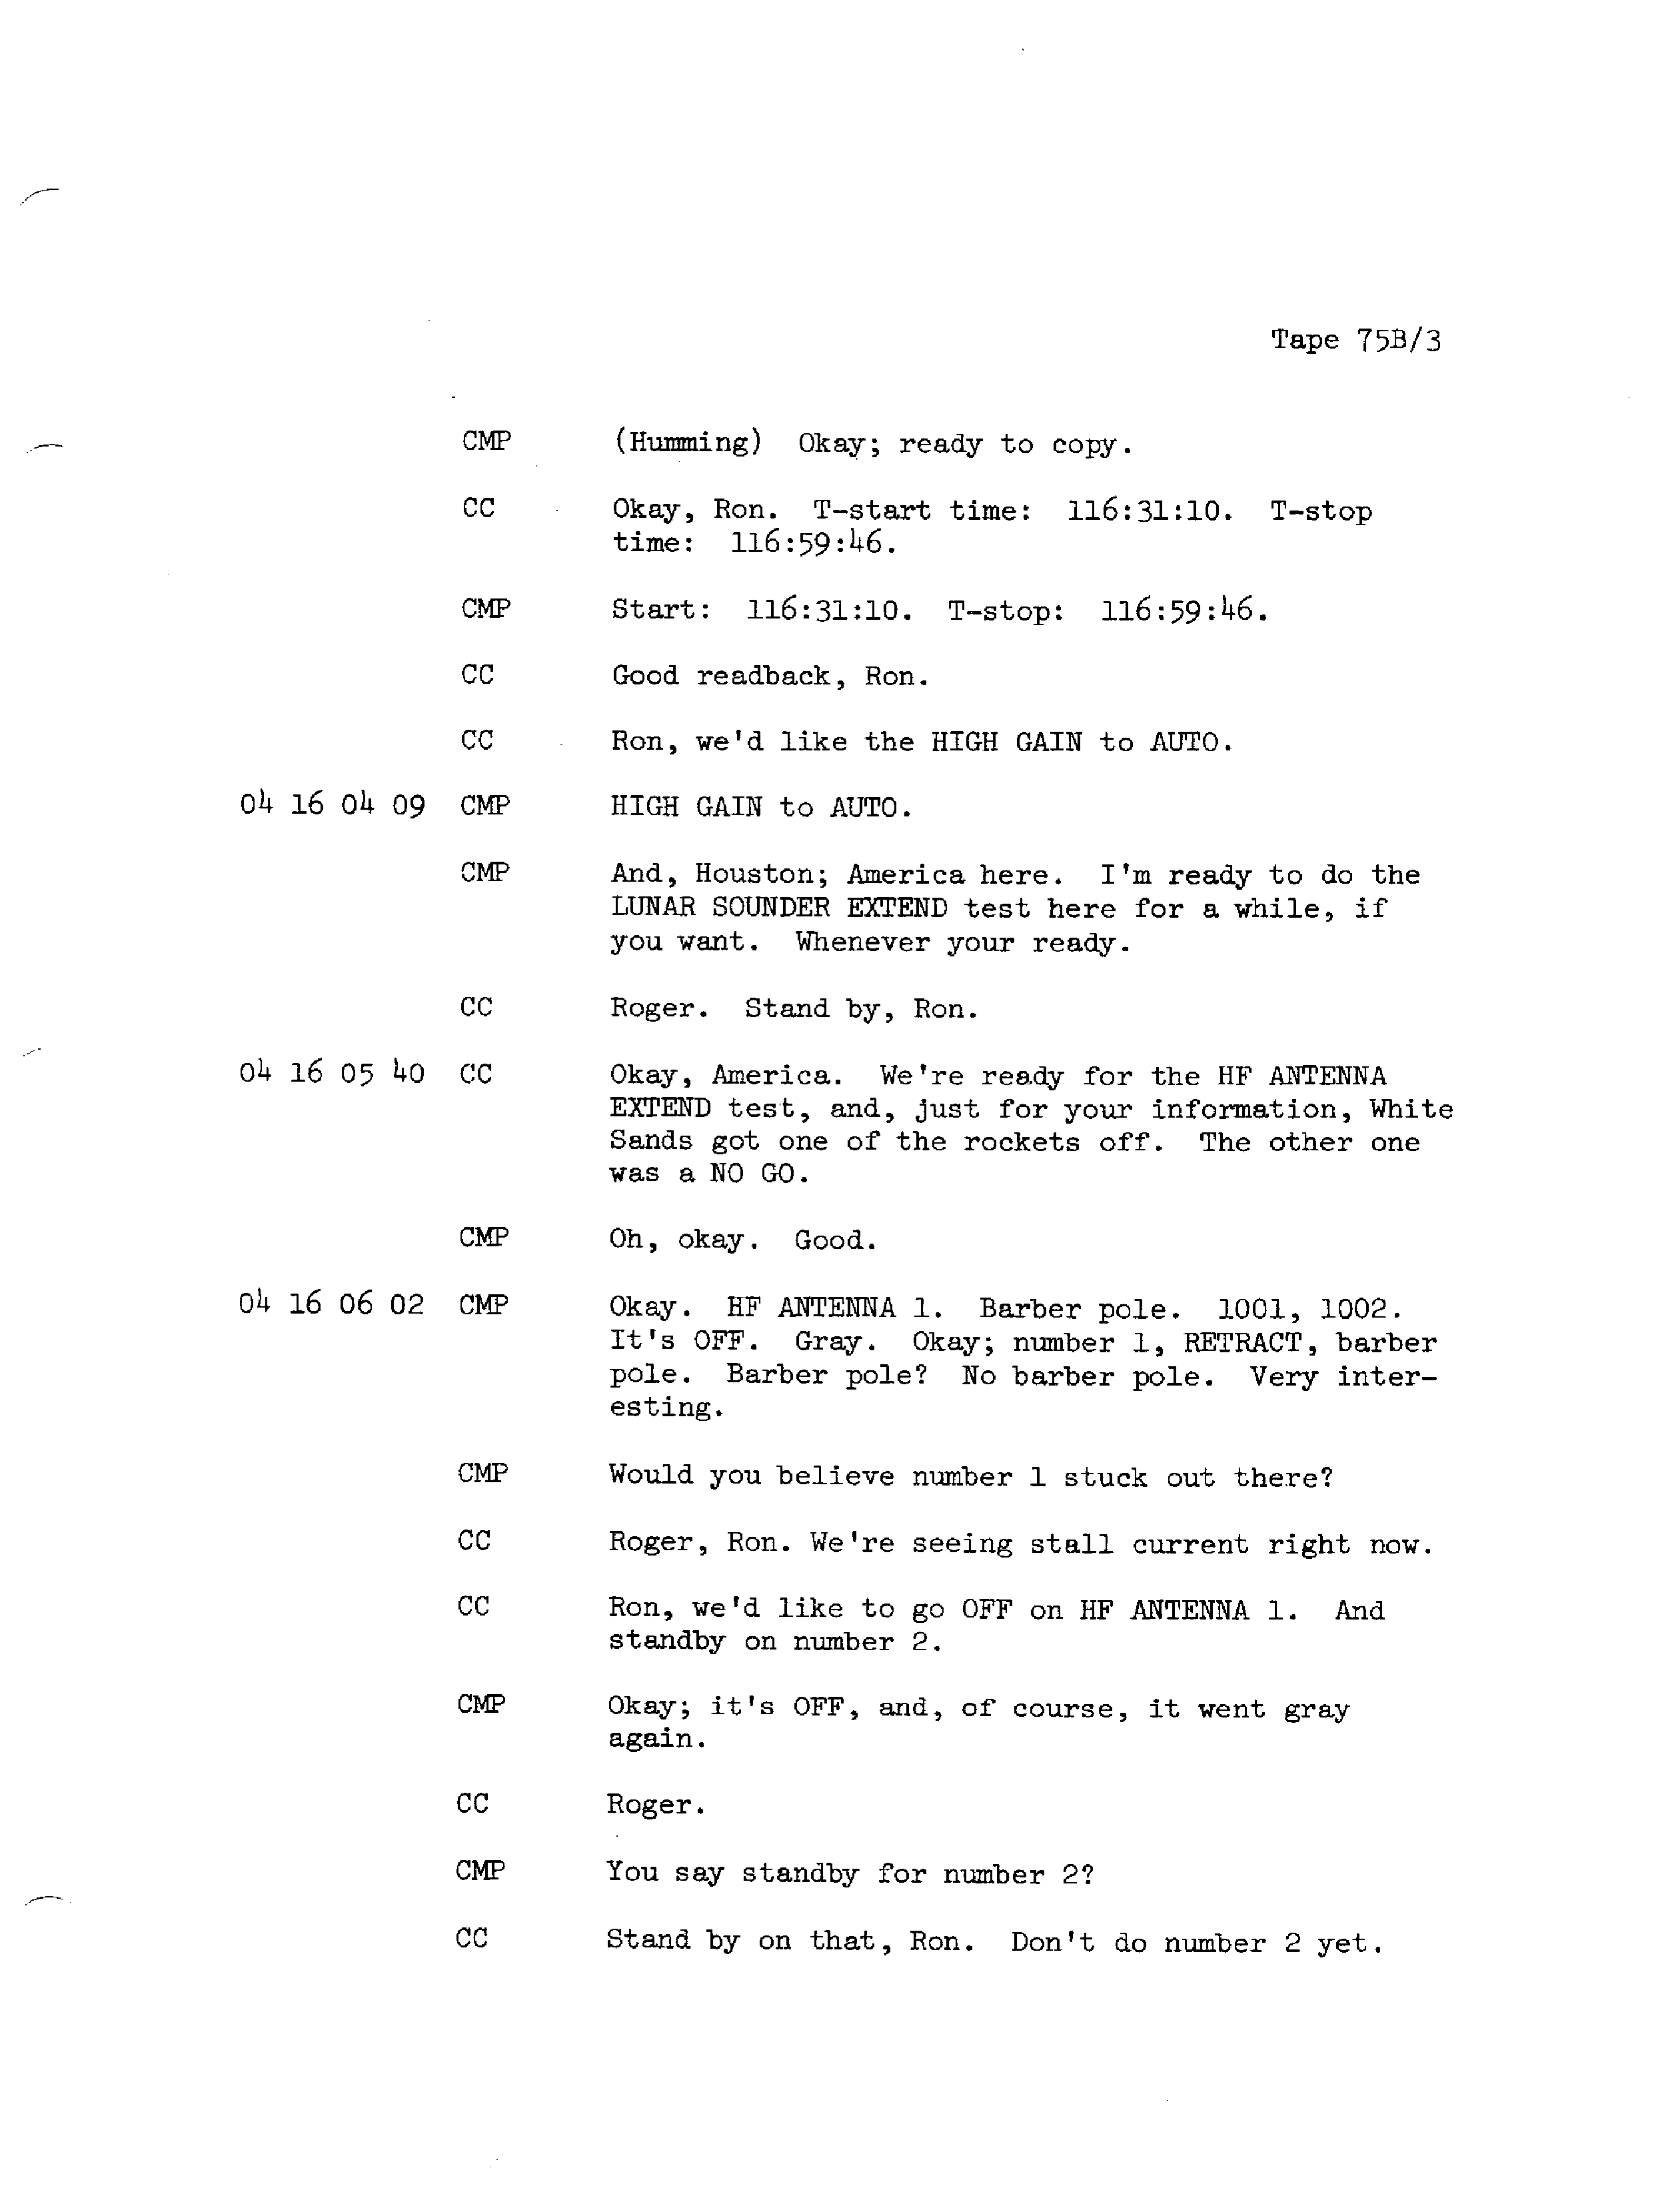 Tape 75B/3
CMP (Humming) Okay; ready to copy.
CC Okay, Ron. T-start time: 116:31:10. T-stop
time: 116:59:46.
CMP Start: 116:31:10. T-stop: 116:59:46.
CC Good readback, Ron.
CC Ron, we'd like the HIGH GAIN to AUTO.
04 16 04 09 CMP HIGH GAIN to AUTO.
CMP And, Houston; America here. I'm ready to do the
LUNAR SOUNDER EXTEND test here for a while, if
you want. Whenever your ready.
CC Roger. Stand by, Ron.
04 16 05 40 CC Okay, America. We're ready for the HF ANTENNA
EXTEND test, and, just for your information, White
Sands got one of the rockets off. The other one
was a NO GO.
CMP Oh, okay. Good.
04 16 06 02 CMP Okay. HF ANTENNA 1. Barber pole. 1001, 1002.
It's OFF. Gray. Okay; number 1, RETRACT, barber
pole. Barber pole? No barber pole. Very inter-
esting.
CMP Would you believe number 1 stuck out there?
CC Roger, Ron. We're seeing stall current right now.
CC Ron, we'd like to go OFF on HF ANTENNA 1. And
standby on number 2.
CMP Okay; it's OFF, and, of course, it went gray
again.
CC Roger.
CMP You say standby for number 2?
CC Stand by on that, Ron. Don't do number 2 yet.